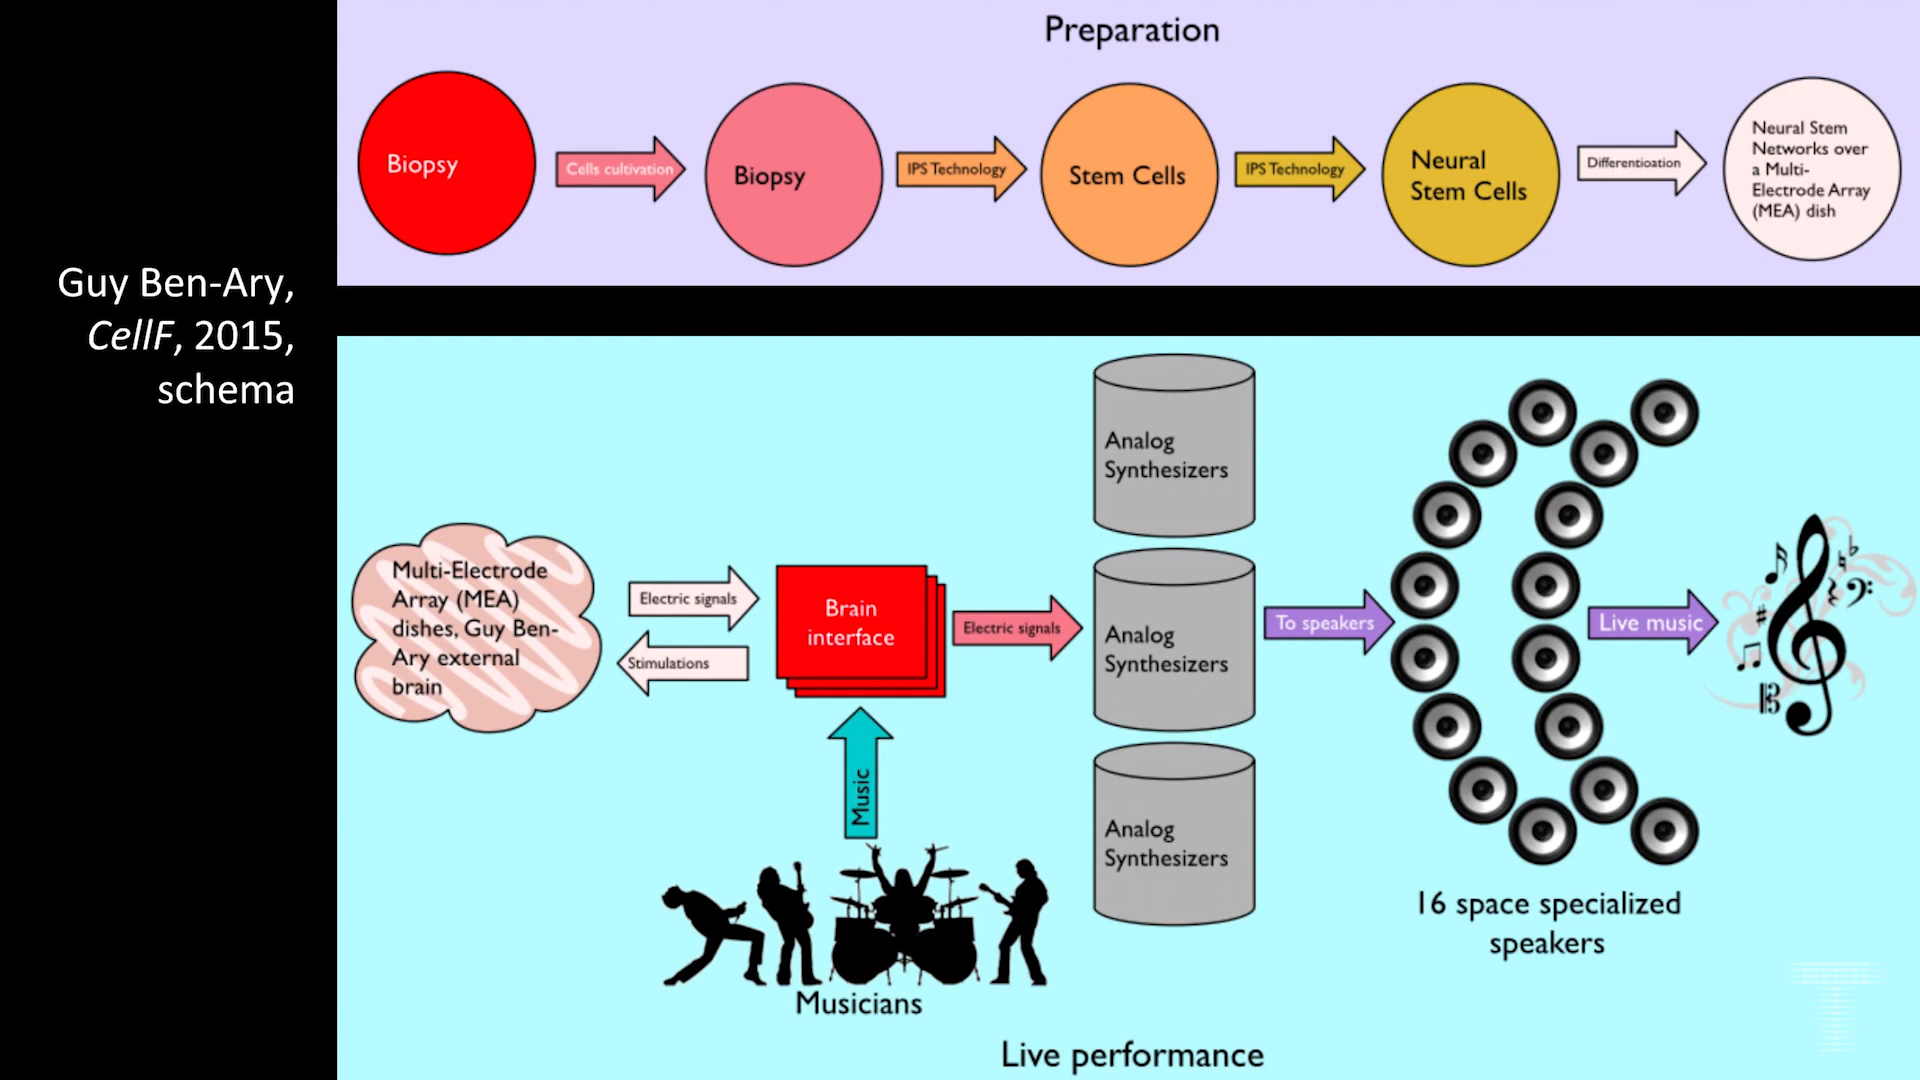 Guy Ben-Ary,
CellF, 2015,
schema
Preparation
Biopsy
Cells cultivation
Biopsy
IPS Technology
Stem Cells
IPS Technology
Neural
Stem Cells
Differentioation
Neural Stem
Networks over
a Multi-
Electrode Array
(MEA) dish
Multi-Electrode
Array (MEA)
dishes, Guy Ben-
Ary external
brain
Electric signals
Stimulations
Brain
interface
Music
Musicians
Electric signals
Analog
Synthesizers
Analog
Synthesizers
Analog
Synthesizers
To speakers
16 space specialized
speakers
Live music
Live performance
T